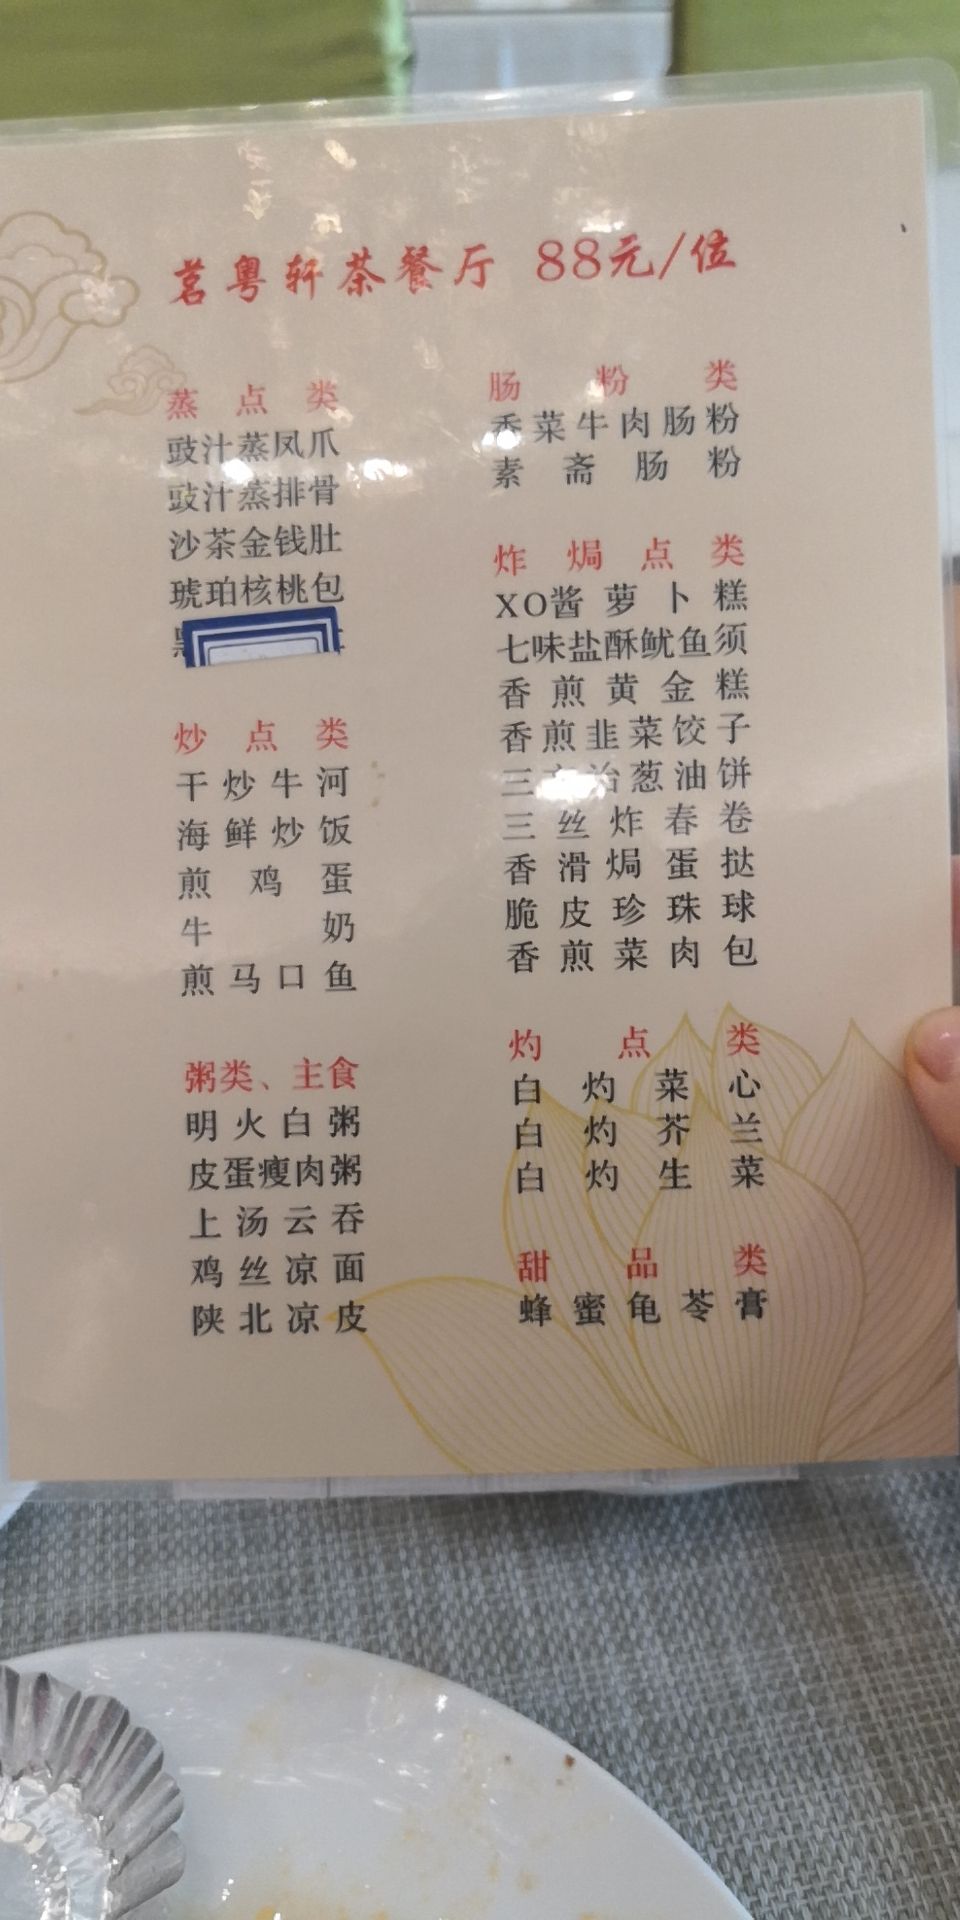 茗粤轩茶餐厅 88元/位
蒸点类
豉汁蒸凤爪
豉汁蒸排骨
沙茶金钱肚
琥珀核桃包
炒点类
干炒牛河
海鲜炒饭
煎鸡蛋
牛奶
煎马口鱼
粥类、主食
明火白粥
皮蛋瘦肉粥
上汤云吞
鸡丝凉面
陕北凉皮
肠粉类
香菜牛肉肠粉
素斋肠粉
炸焗点类
XO酱萝卜糕
七味盐酥鱿鱼须
香煎黄金糕
香煎韭菜饺子
三文治葱油饼
三丝炸春卷
香滑焗蛋挞
脆皮珍珠球
香煎菜肉包
灼点类
白灼菜心
白灼芥兰
白灼生菜
甜品类
蜂蜜龟苓膏